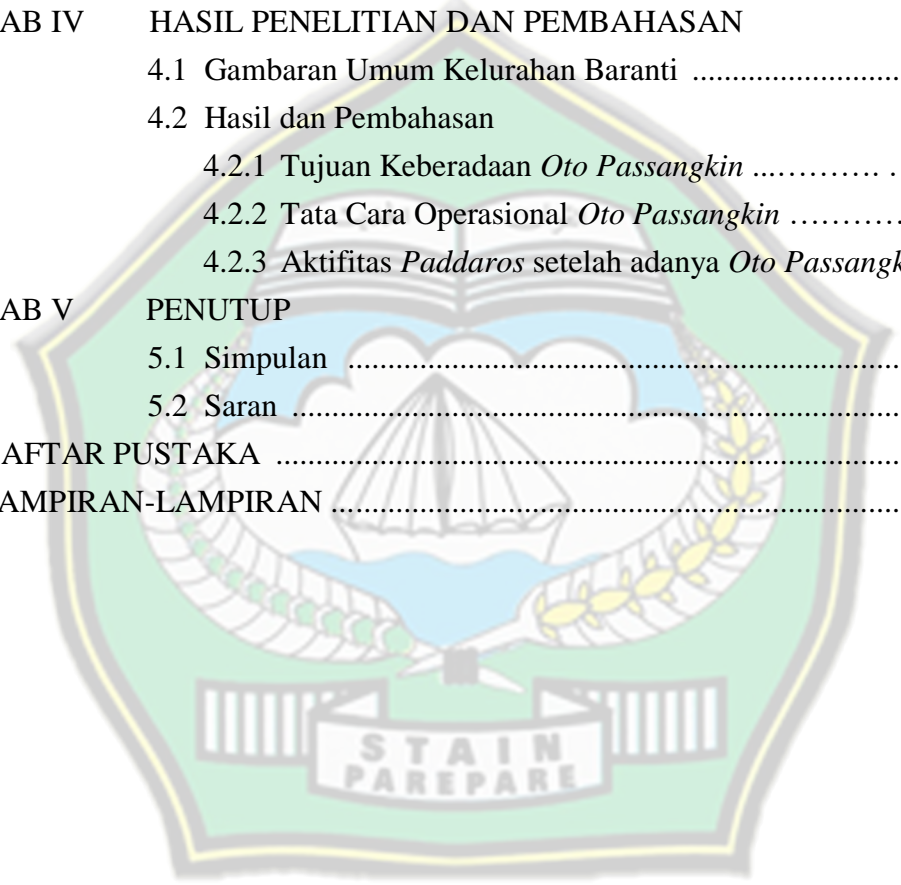 AB IV HASIL PENELITIAN DAN PEMBAHASAN
4.1 Gambaran Umum Kelurahan Baranti ..........................
4.2 Hasil dan Pembahasan
4.2.1 Tujuan Keberadaan Oto Passangkin ...……….. .
4.2.2 Tata Cara Operasional Oto Passangkin …………
4.2.3 Aktifitas Paddaros setelah adanya Oto Passangk
AB V PENUTUP
5.1 Simpulan ......................................................................
5.2 Saran .............................................................................
AFTAR PUSTAKA ...............................................................................
AMPIRAN-LAMPIRAN ........................................................................
STAIN
PAREPARE